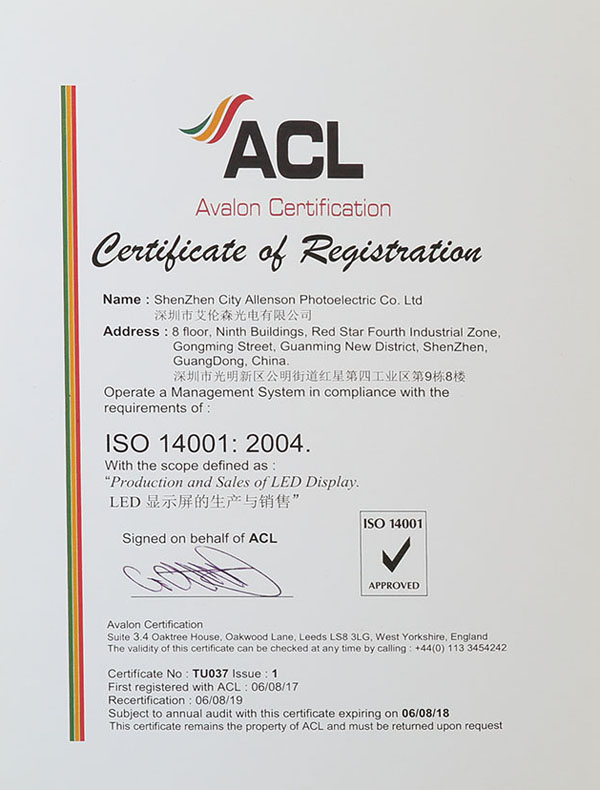 ACL
Avalon Certification
Certificate of Registration
Name : ShenZhen City Allenson Photoelectric Co. Ltd
深圳市艾伦森光电有限公司
Address : 8 floor, Ninth Buildings, Red Star Fourth Industrial Zone,
Gongming Street, Guanming New District, ShenZhen,
GuangDong, China.
深圳市光明新区公明街道红星第四工业区第9栋8楼
Operate a Management System in compliance with the
requirements of :
ISO 14001: 2004.
With the scope defined as :
“Production and Sales of LED Display.
LED 显示屏的生产与销售”
Signed on behalf of ACL
ISO 14001
APPROVED
Avalon Certification
Suite 3.4 Oaktree House, Oakwood Lane, Leeds LS8 3LG, West Yorkshire, England
The validity of this certificate can be checked at any time by calling : +44(0) 113 3454242
Certificate No : TU037 Issue : 1
First registered with ACL : 06/08/17
Recertification : 06/08/19
Subject to annual audit with this certificate expiring on 06/08/18
This certificate remains the property of ACL and must be returned upon request